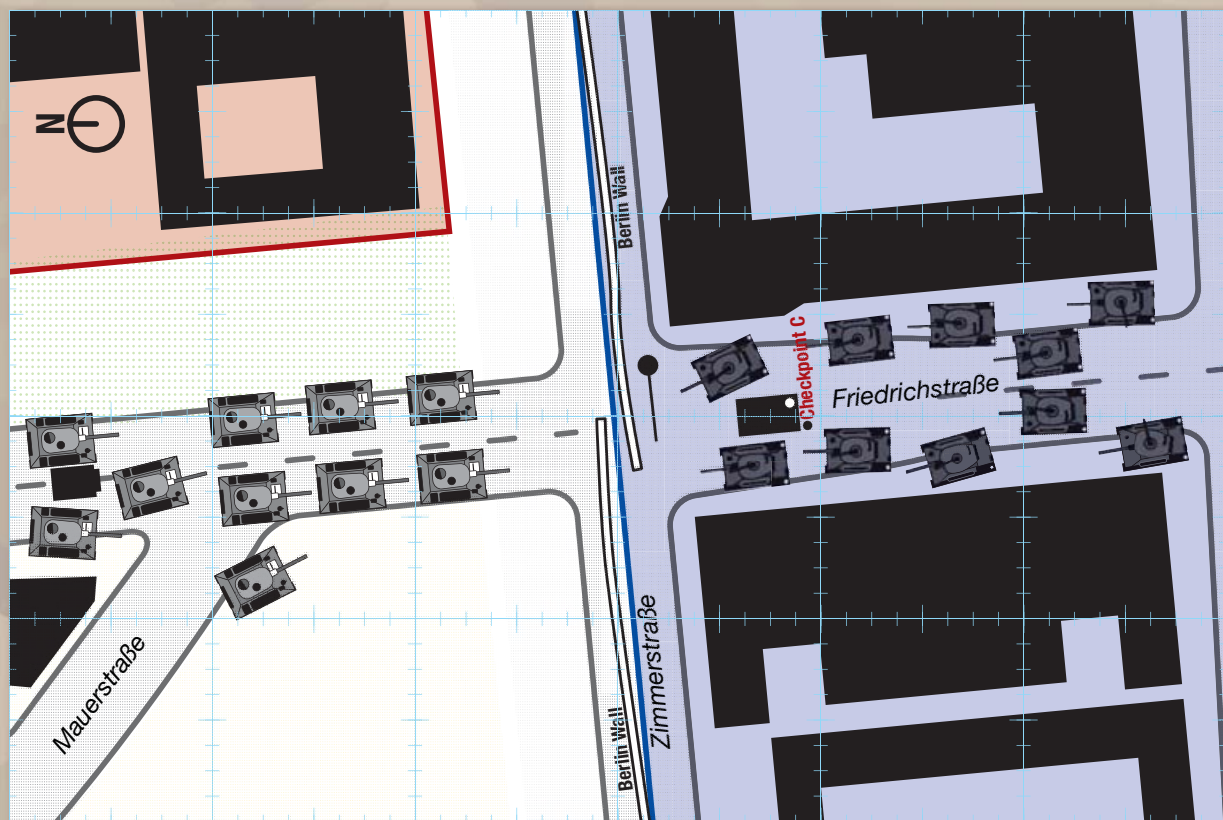 N
Berlin Wall
Checkpoint C
Friedrichstraße
Mauerstraße
Zimmerstraße
Berlin Wall